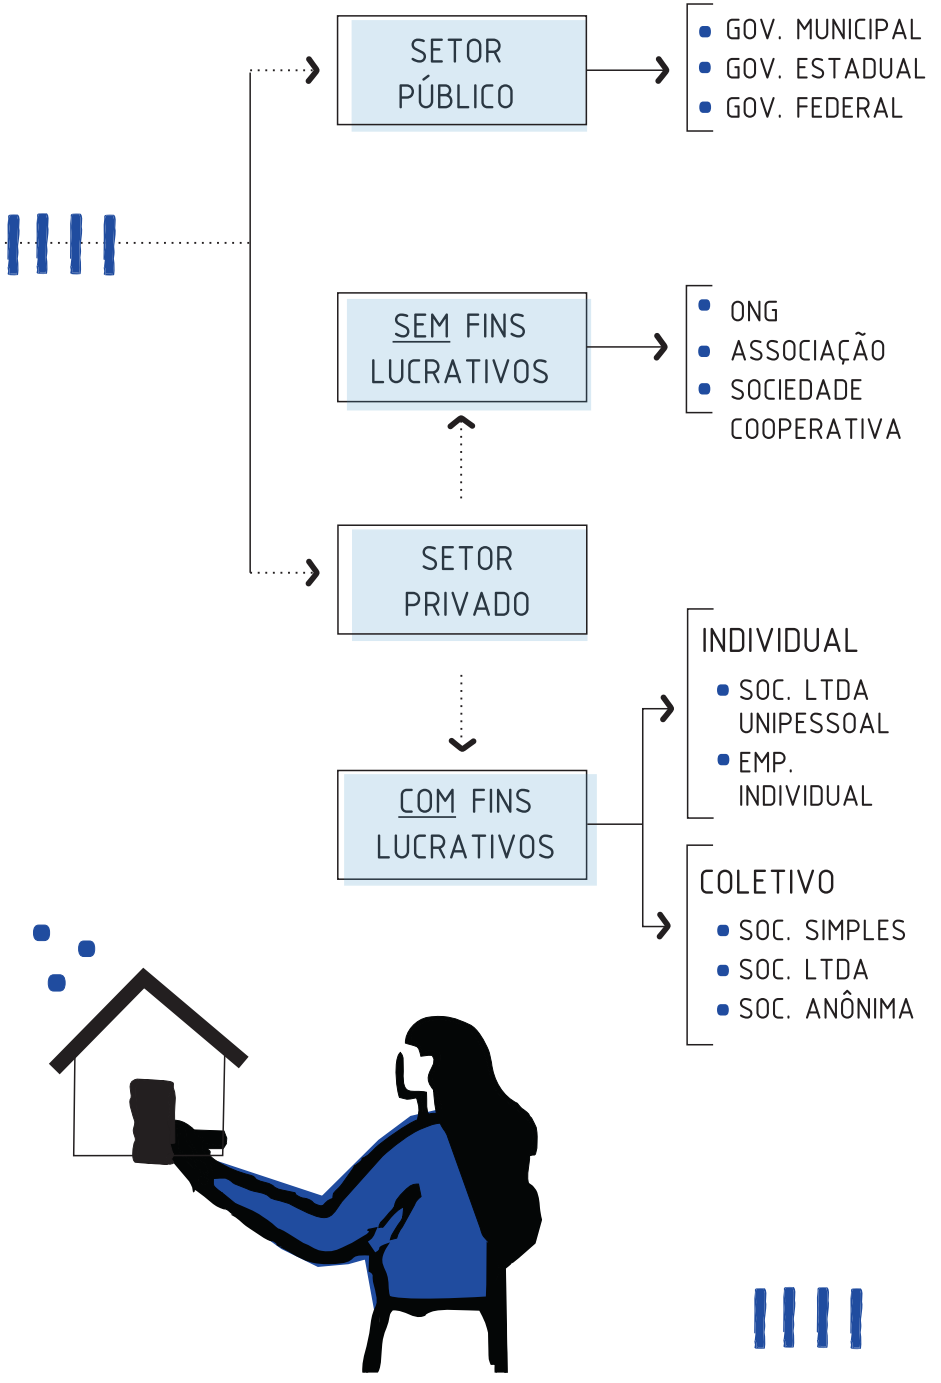 SETOR
PÚBLICO
GOV. MUNICIPAL
GOV. ESTADUAL
GOV. FEDERAL
SEM FINS
LUCRATIVOS
ONG
ASSOCIAÇÃO
SOCIEDADE
COOPERATIVA
SETOR
PRIVADO
INDIVIDUAL
SOC. LTDA
UNIPESSOAL
EMP.
INDIVIDUAL
COM FINS
LUCRATIVOS
COLETIVO
SOC. SIMPLES
SOC. LTDA
SOC. ANÔNIMA